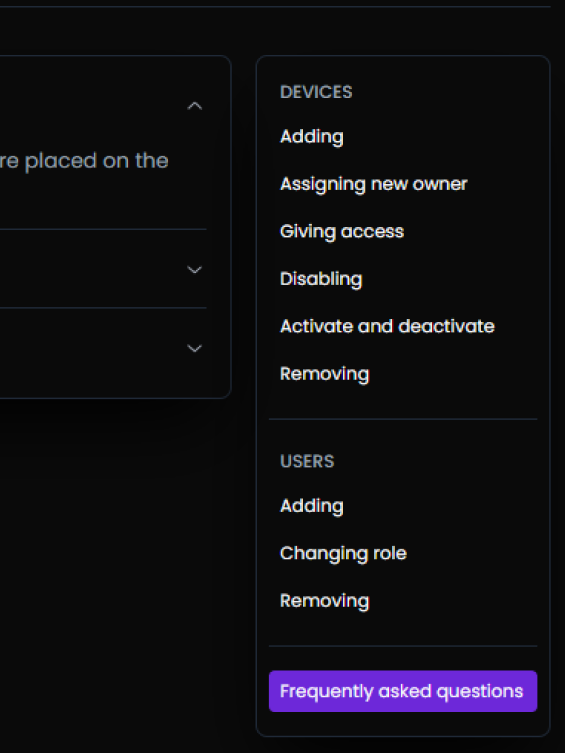 re placed on the
DEVICES
Adding
Assigning new owner
Giving access
Disabling
Activate and deactivate
Removing
USERS
Adding
Changing role
Removing
Frequently asked questions